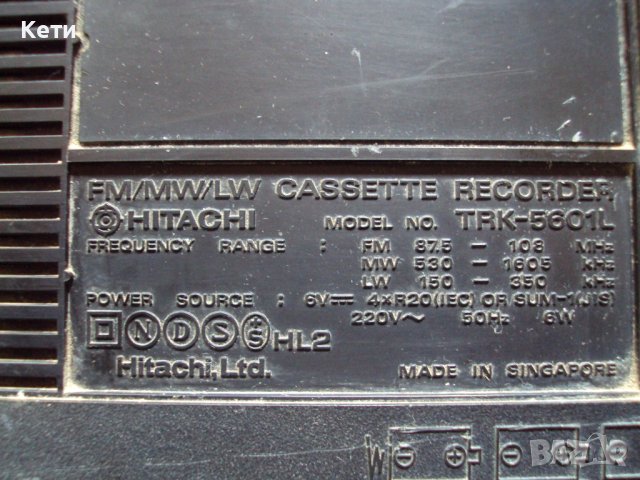 Кети
FM/MW/LW CASSETTE RECORDER
HITACHI MODEL NO. TRK-5601L
FREQUENCY RANGE : FM 87.5 – 108 MHz
MW 530 – 1605 kHz
LW 150 – 350 kHz
POWER SOURCE : 6V⎓ 4×R20(IEC) OR SUM-1(JIS)
220V~ 50Hz 6W
N D S S HL2
Hitachi, Ltd. MADE IN SINGAPORE
W